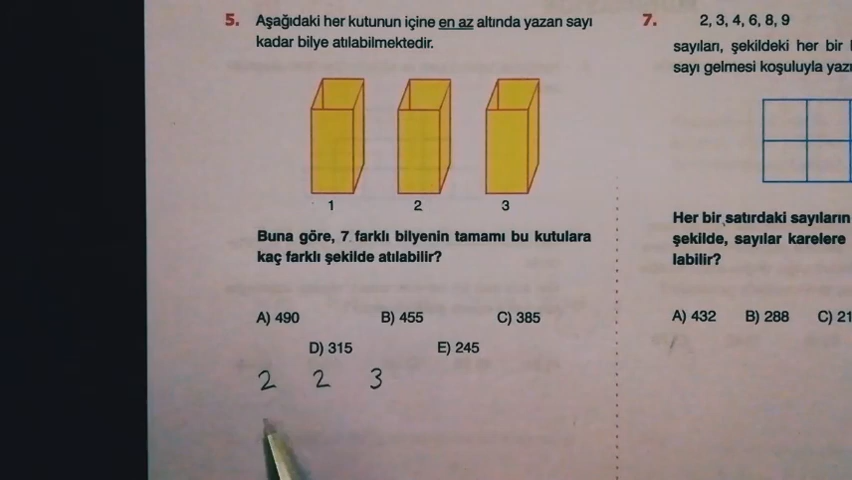 5. Aşağıdaki her kutunun içine en az altında yazan sayı
kadar bilye atılabilmektedir.
1 2 3
Buna göre, 7 farklı bilyenin tamamı bu kutulara
kaç farklı şekilde atılabilir?
A) 490 B) 455 C) 385
D) 315 E) 245
2 2 3
7. 2, 3, 4, 6, 8, 9
sayıları, şekildeki her bir
sayı gelmesi koşuluyla yazı
Her bir satırdaki sayıların
şekilde, sayılar karelere
labilir?
A) 432 B) 288 C) 21